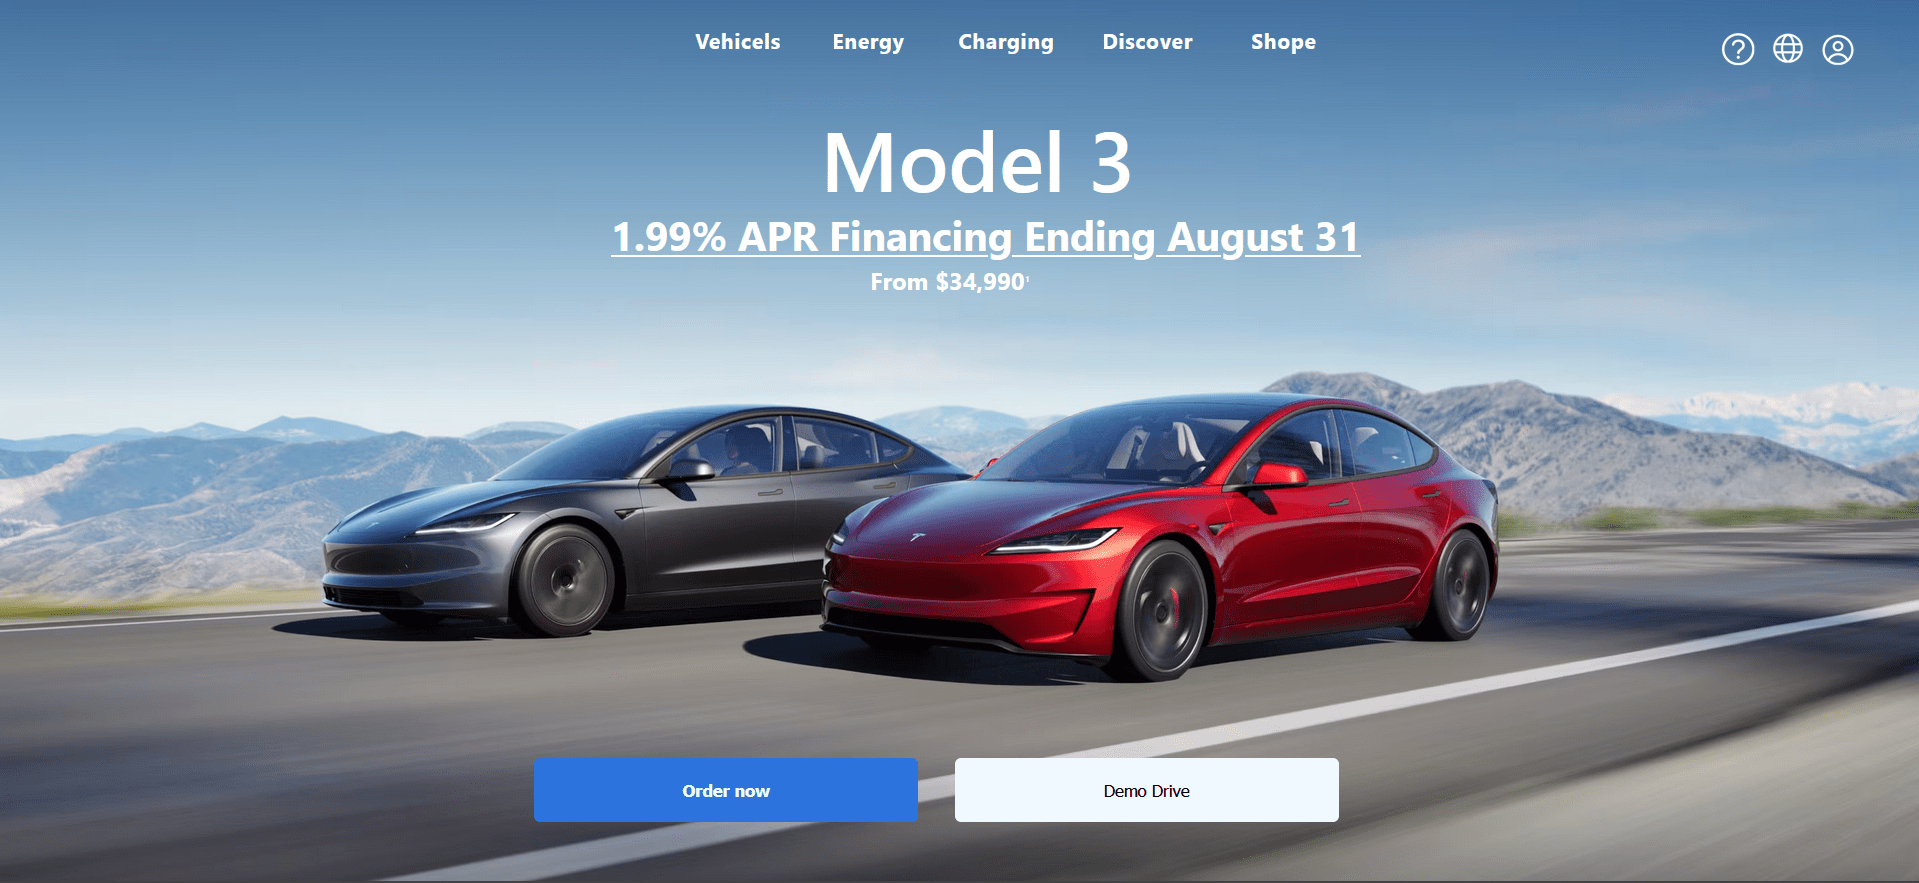 Vehicels Energy Charging Discover Shope
Model 3
1.99% APR Financing Ending August 31
From $34,990¹
Order now Demo Drive